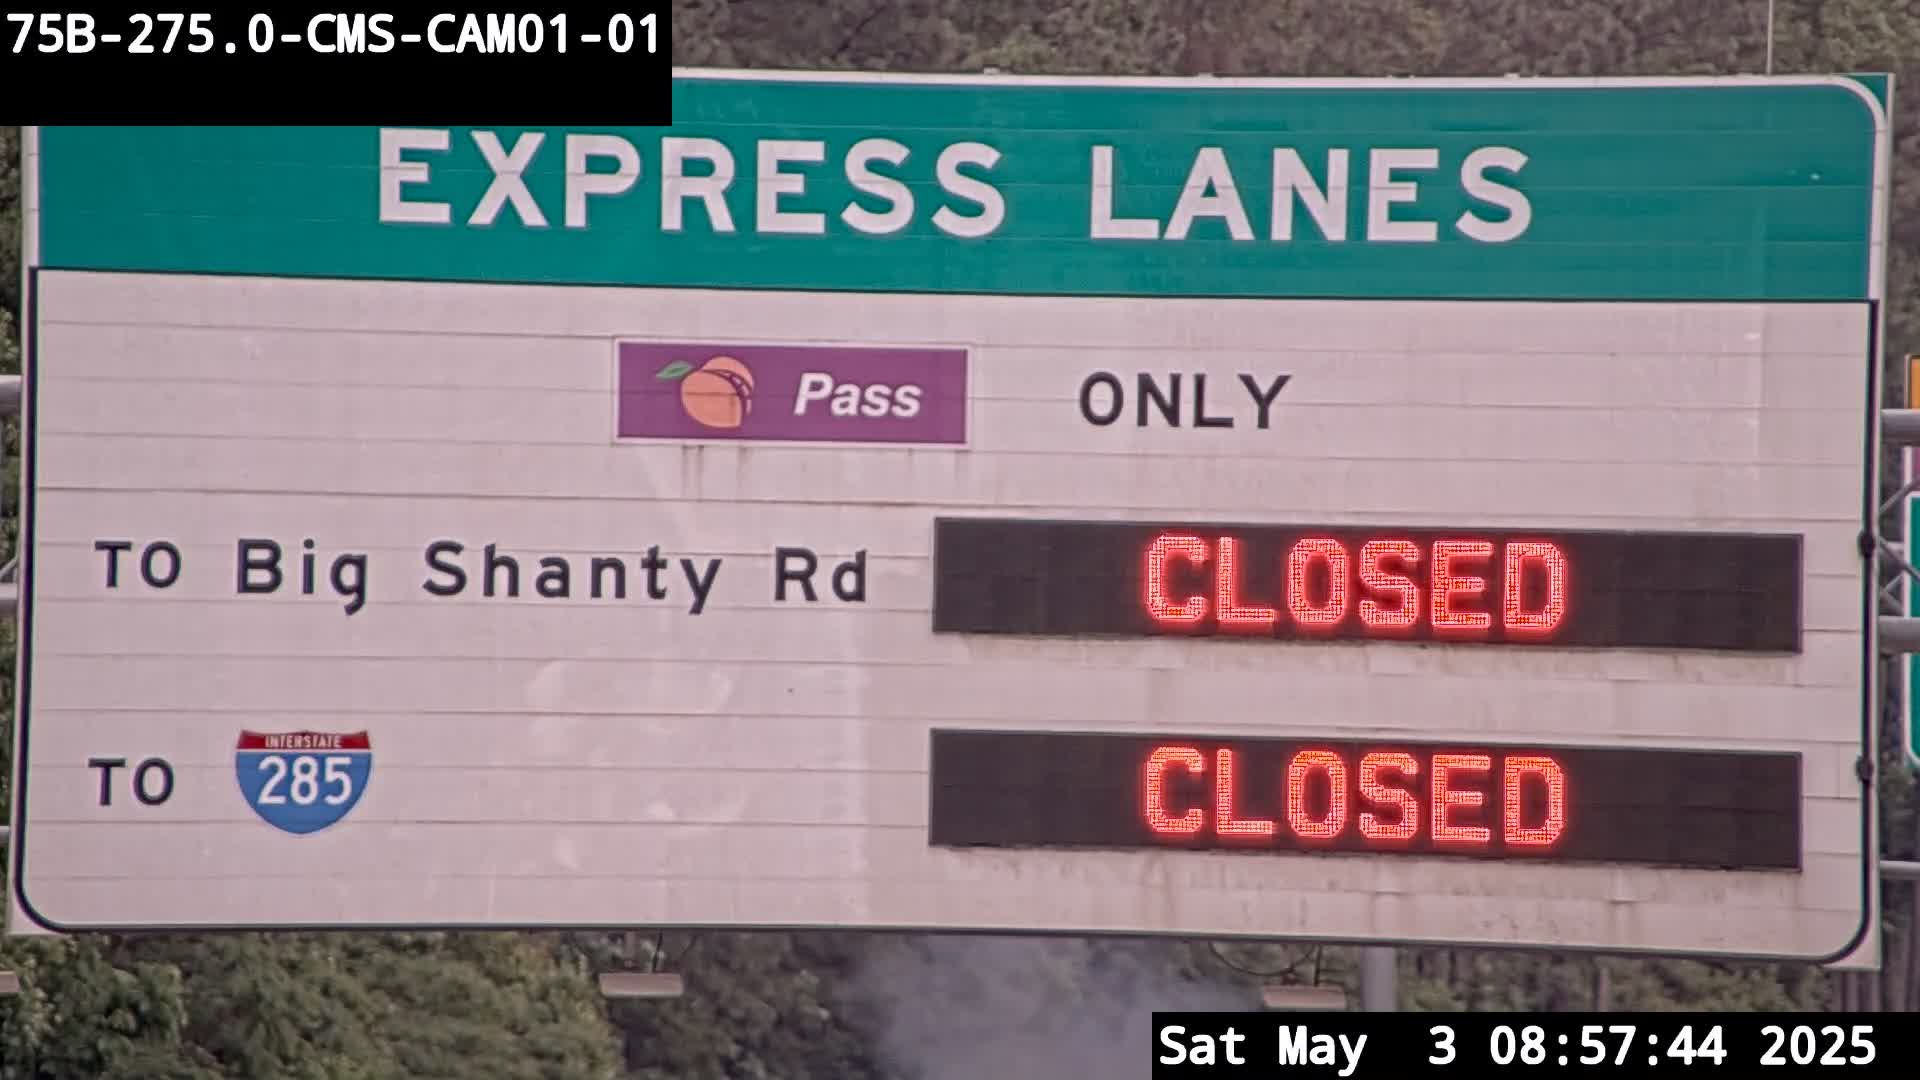 75B-275.0-CMS-CAM01-01
EXPRESS LANES
Pass ONLY
TO Big Shanty Rd CLOSED
TO INTERSTATE 285 CLOSED
Sat May 3 08:57:44 2025